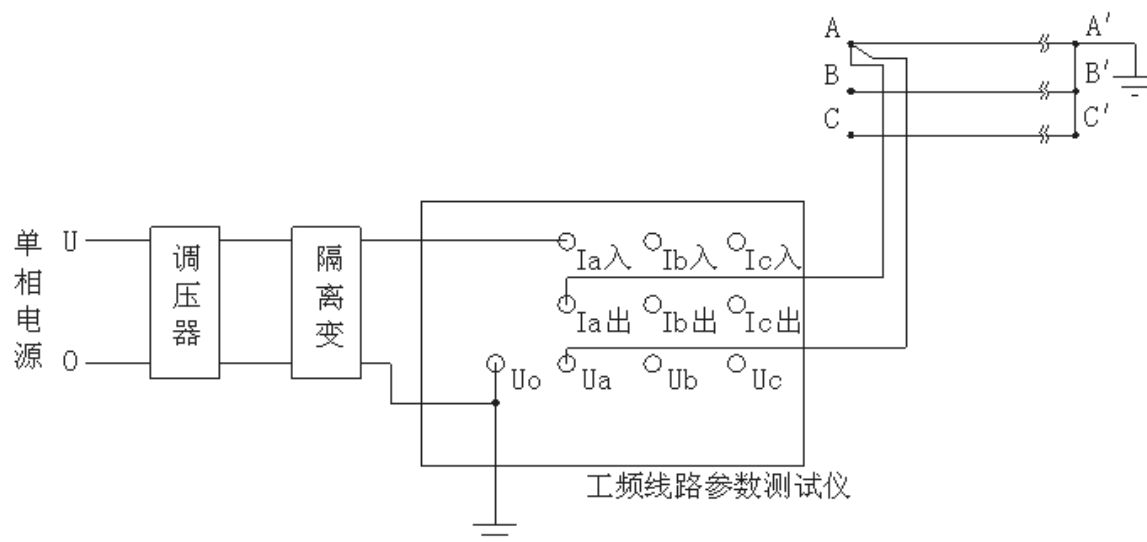 A A′
B B′
C C′
单相电源
U
O
调压器
隔离变
Ia入 Ib入 Ic入
Ia出 Ib出 Ic出
Uo Ua Ub Uc
工频线路参数测试仪